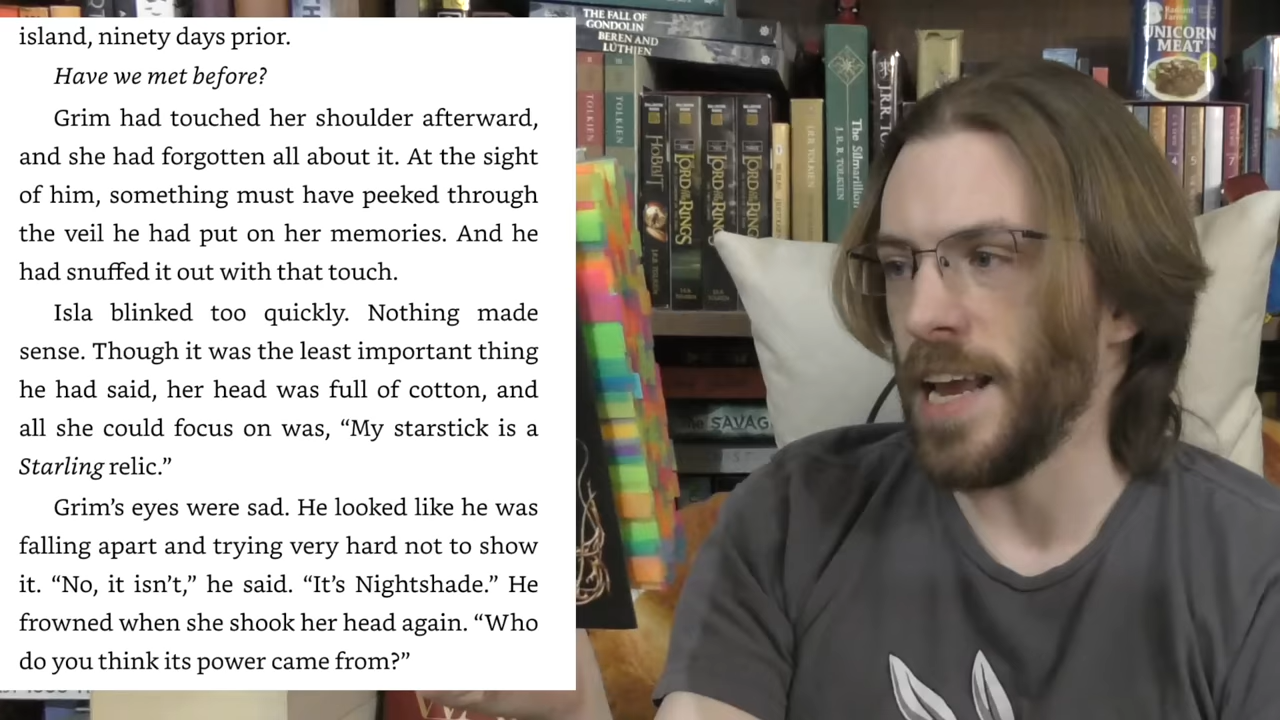 island, ninety days prior.
Have we met before?
Grim had touched her shoulder afterward,
and she had forgotten all about it. At the sight
of him, something must have peeked through
the veil he had put on her memories. And he
had snuffed it out with that touch.
Isla blinked too quickly. Nothing made
sense. Though it was the least important thing
he had said, her head was full of cotton, and
all she could focus on was, “My starstick is a
Starling relic.”
Grim’s eyes were sad. He looked like he was
falling apart and trying very hard not to show
it. “No, it isn’t,” he said. “It’s Nightshade.” He
frowned when she shook her head again. “Who
do you think its power came from?”
THE FALL OF
GONDOLIN
BEREN AND
LÚTHIEN
TOLKIEN
TOLKIEN
HOBBIT
THE LORD OF THE RINGS
THE LORD OF THE RINGS
THE LORD OF THE RINGS
J.R.R. TOLKIEN
The Silmarillion
J. R. R. TOLKIEN
Radiant
Farms
UNICORN
MEAT
4
5
7
the SAVAG